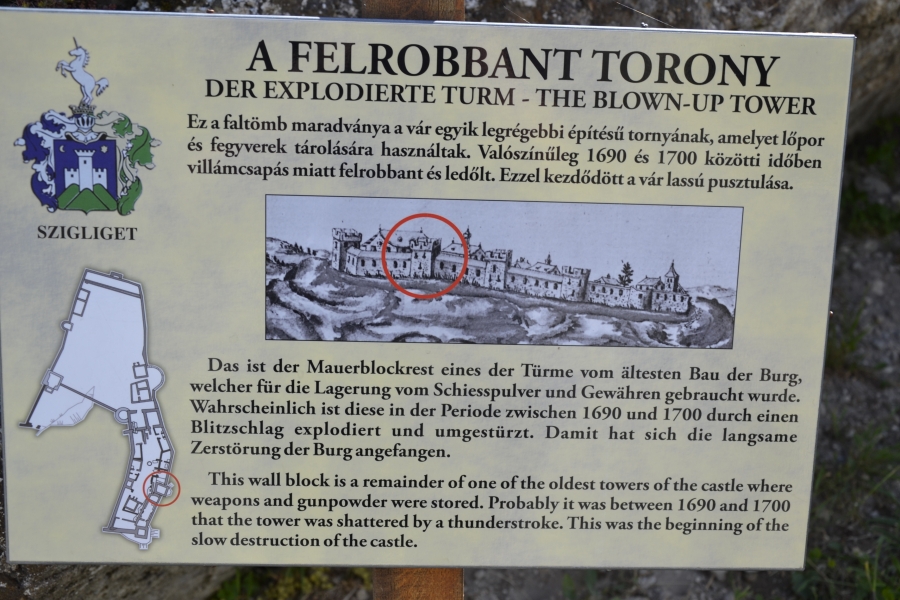 A FELROBBANT TORONY
DER EXPLODIERTE TURM - THE BLOWN-UP TOWER
Ez a faltömb maradványa a vár egyik legrégebbi építésű tornyának, amelyet lőpor
és fegyverek tárolására használtak. Valószínűleg 1690 és 1700 közötti időben
villámcsapás miatt felrobbant és ledőlt. Ezzel kezdődött a vár lassú pusztulása.
SZIGLIGET
Das ist der Mauerblockrest eines der Türme vom ältesten Bau der Burg,
welcher für die Lagerung vom Schiesspulver und Gewähren gebraucht wurde.
Wahrscheinlich ist diese in der Periode zwischen 1690 und 1700 durch einen
Blitzschlag explodiert und umgestürzt. Damit hat sich die langsame
Zerstörung der Burg angefangen.
This wall block is a remainder of one of the oldest towers of the castle where
weapons and gunpowder were stored. Probably it was between 1690 and 1700
that the tower was shattered by a thunderstroke. This was the beginning of the
slow destruction of the castle.